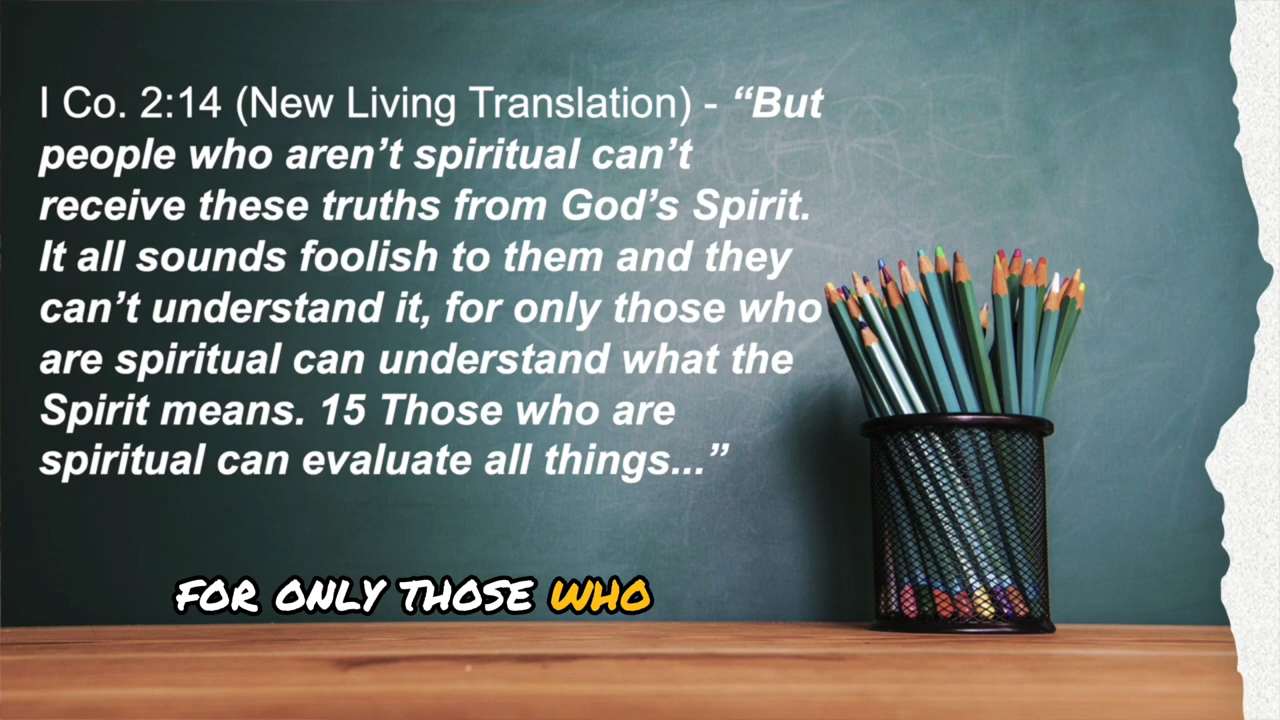 I Co. 2:14 (New Living Translation) - “But
people who aren’t spiritual can’t
receive these truths from God’s Spirit.
It all sounds foolish to them and they
can’t understand it, for only those who
are spiritual can understand what the
Spirit means. 15 Those who are
spiritual can evaluate all things...”
FOR ONLY THOSE WHO